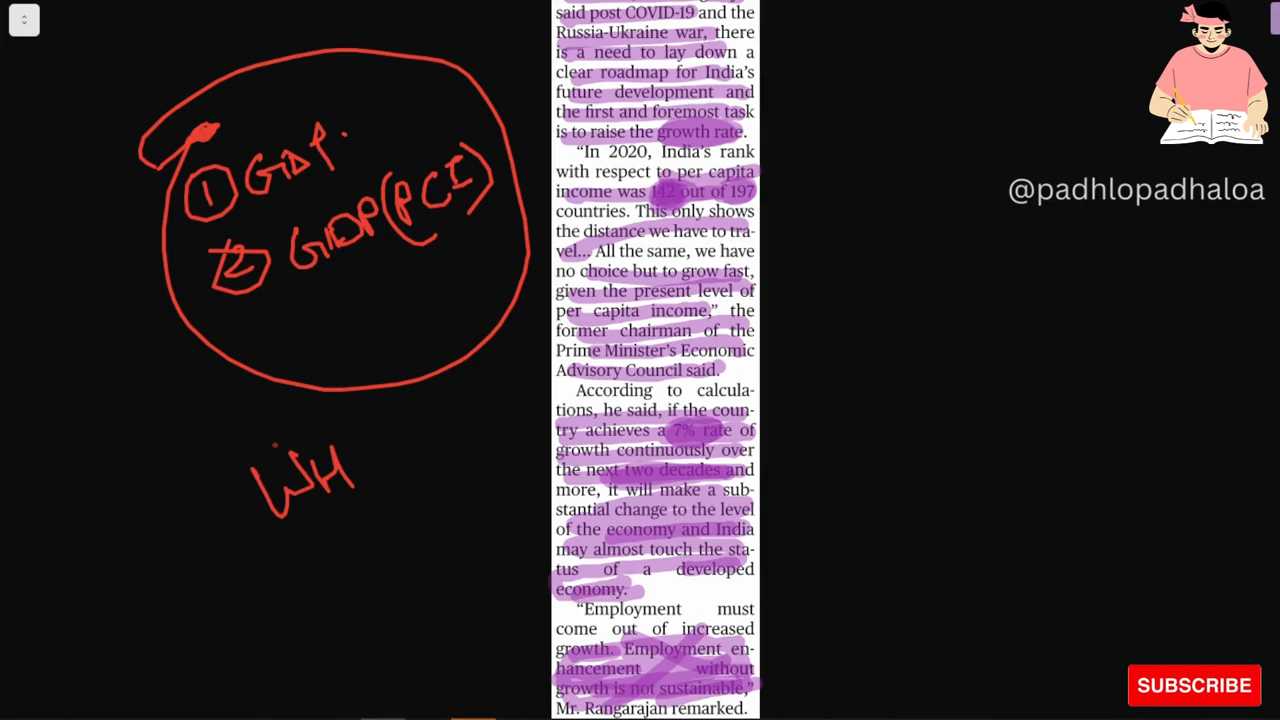 ① GDP.
② GDP(PCI)
WH
said post COVID-19 and the
Russia-Ukraine war, there
is a need to lay down a
clear roadmap for India's
future development and
the first and foremost task
is to raise the growth rate.
"In 2020, India's rank
with respect to per capita
income was 142 out of 197
countries. This only shows
the distance we have to tra-
vel... All the same, we have
no choice but to grow fast,
given the present level of
per capita income," the
former chairman of the
Prime Minister's Economic
Advisory Council said.
According to calcula-
tions, he said, if the coun-
try achieves a 7% rate of
growth continuously over
the next two decades and
more, it will make a sub-
stantial change to the level
of the economy and India
may almost touch the sta-
tus of a developed
economy.
"Employment must
come out of increased
growth. Employment en-
hancement without
growth is not sustainable,"
Mr. Rangarajan remarked.
@padhlopadhaloa
SUBSCRIBE